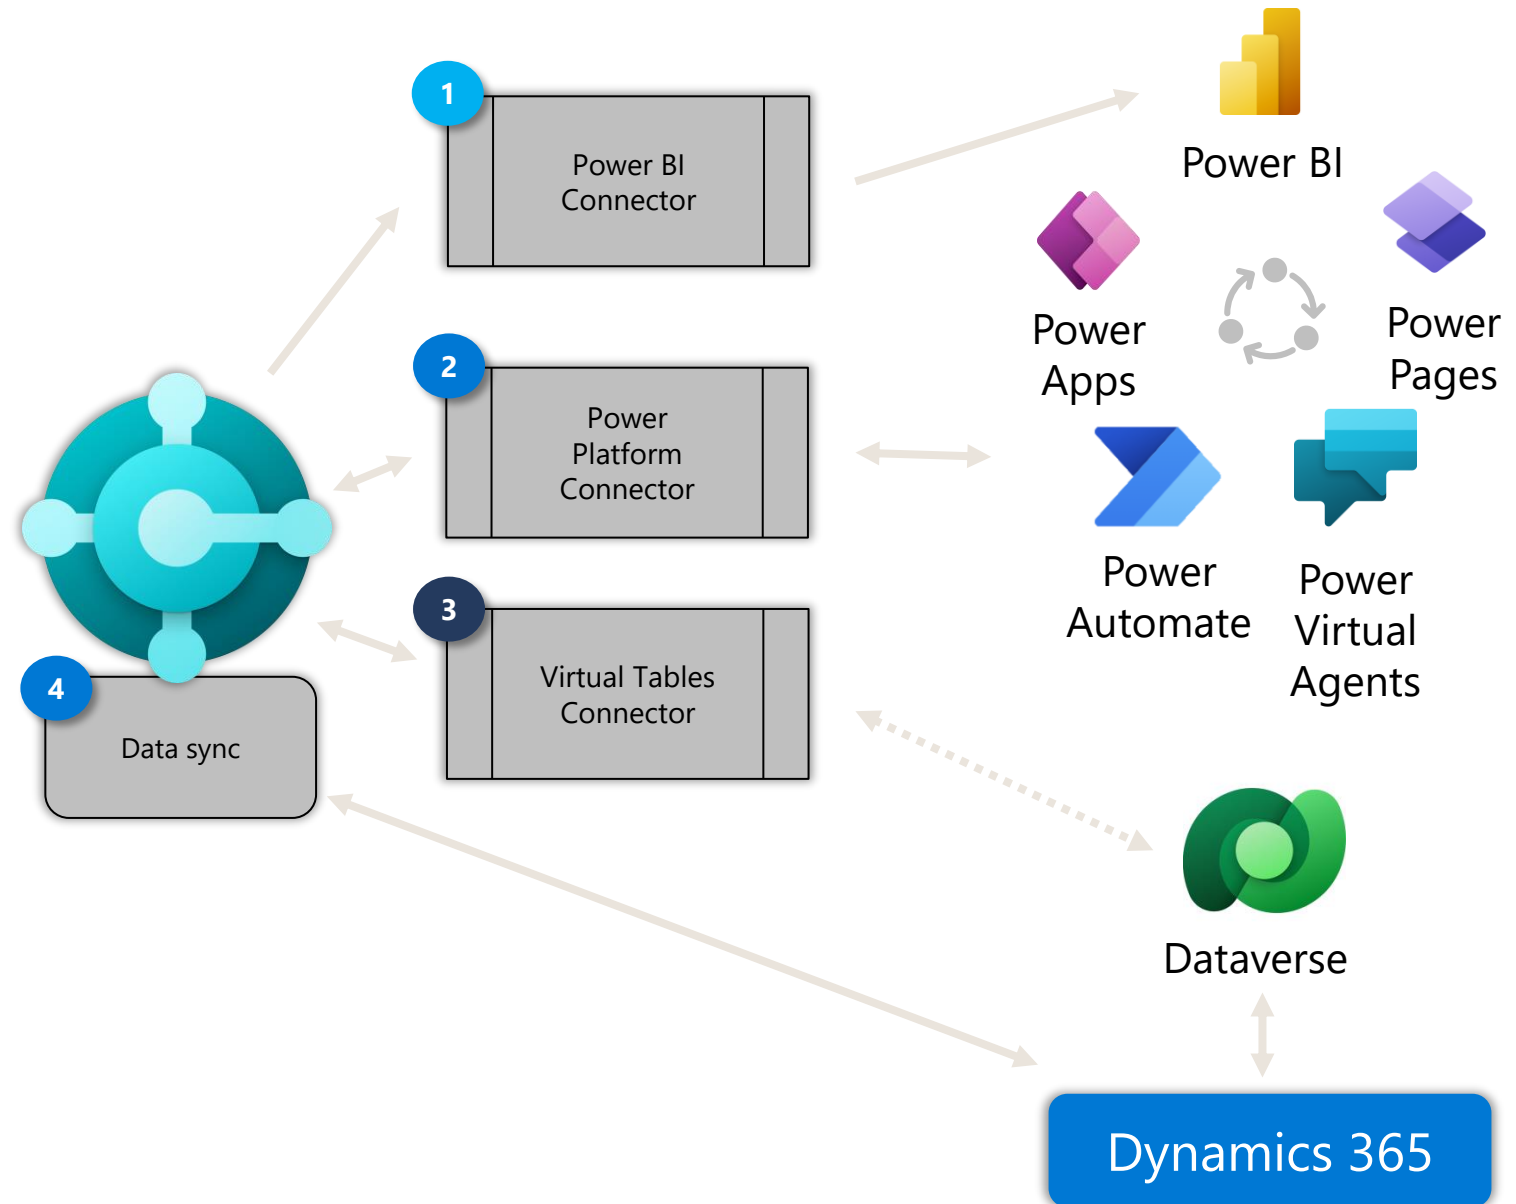 1
Power BI
Connector
Power BI
2
Power
Platform
Connector
Power
Apps
Power
Pages
Power
Automate
Power
Virtual
Agents
3
Virtual Tables
Connector
4
Data sync
Dataverse
Dynamics 365